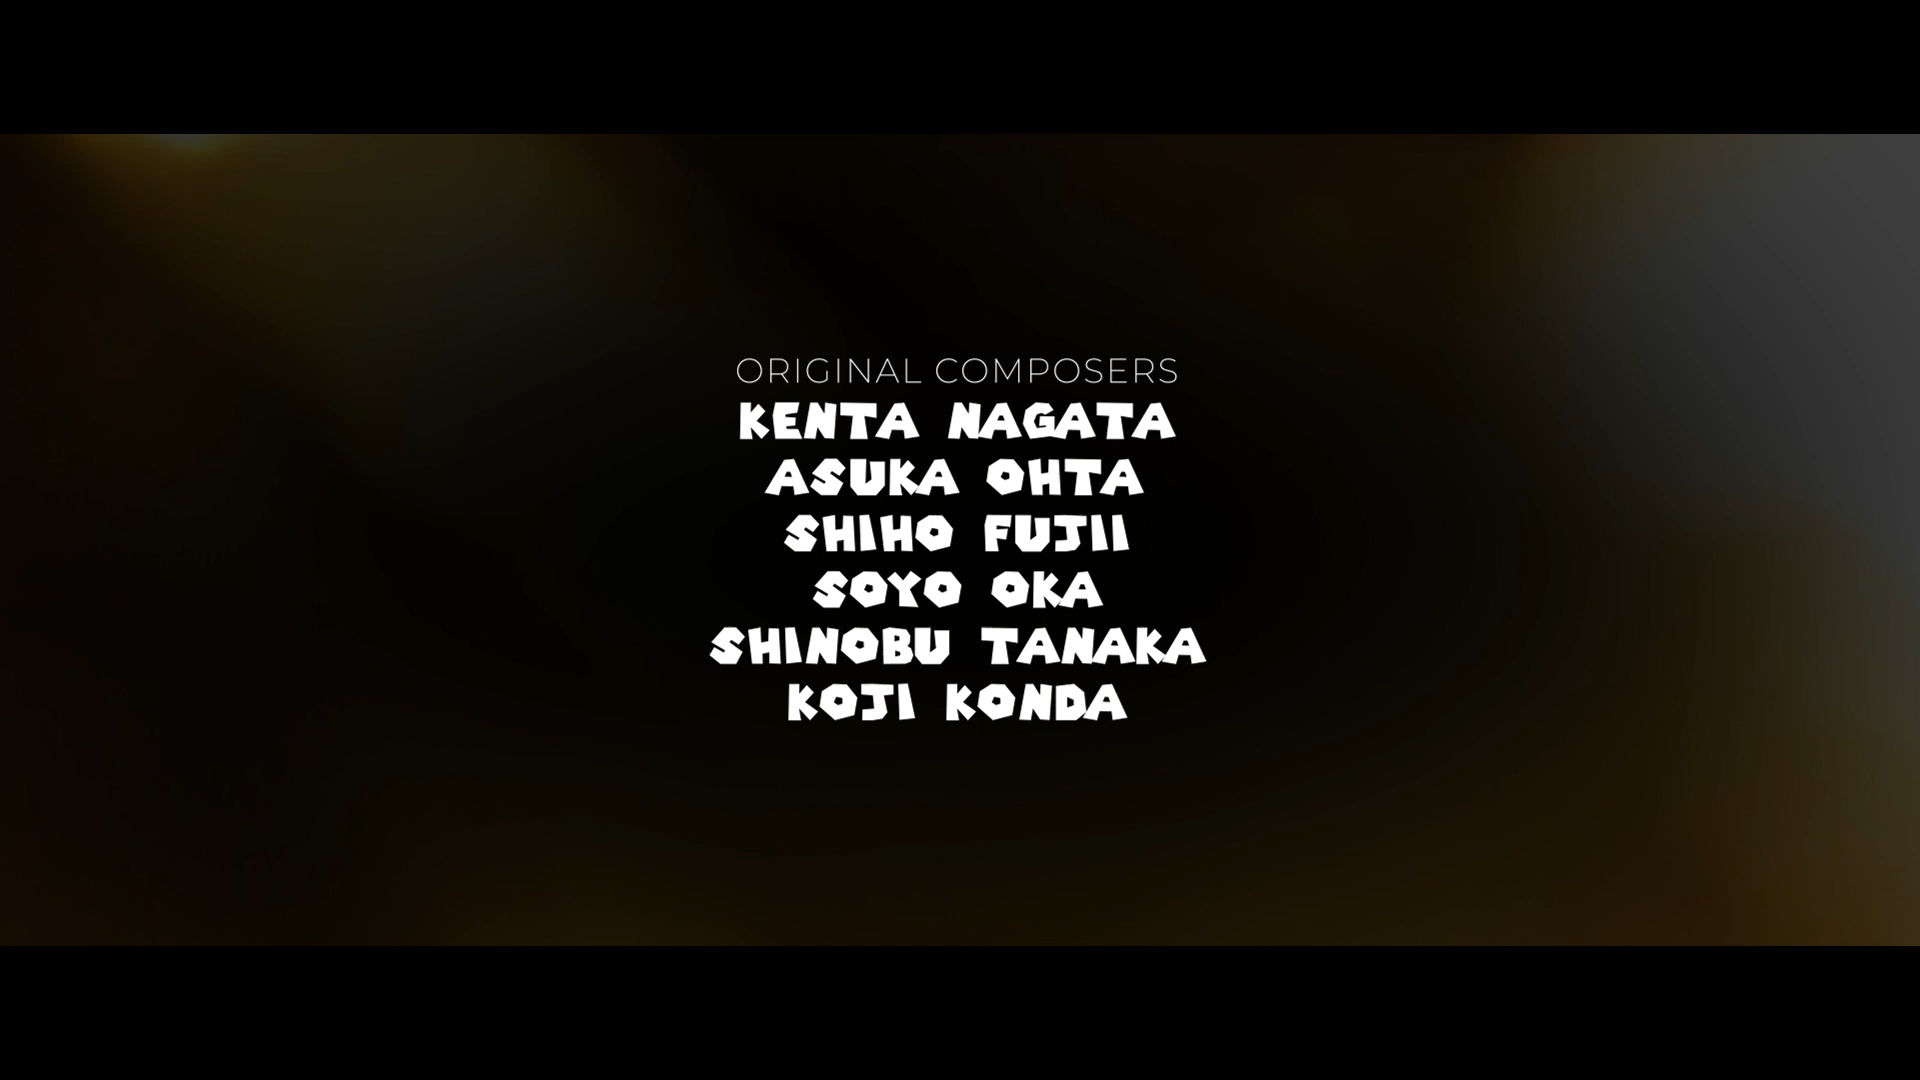 ORIGINAL COMPOSERS
KENTA NAGATA
ASUKA OHTA
SHIHO FUJII
SOYO OKA
SHINOBU TANAKA
KOJI KONDA